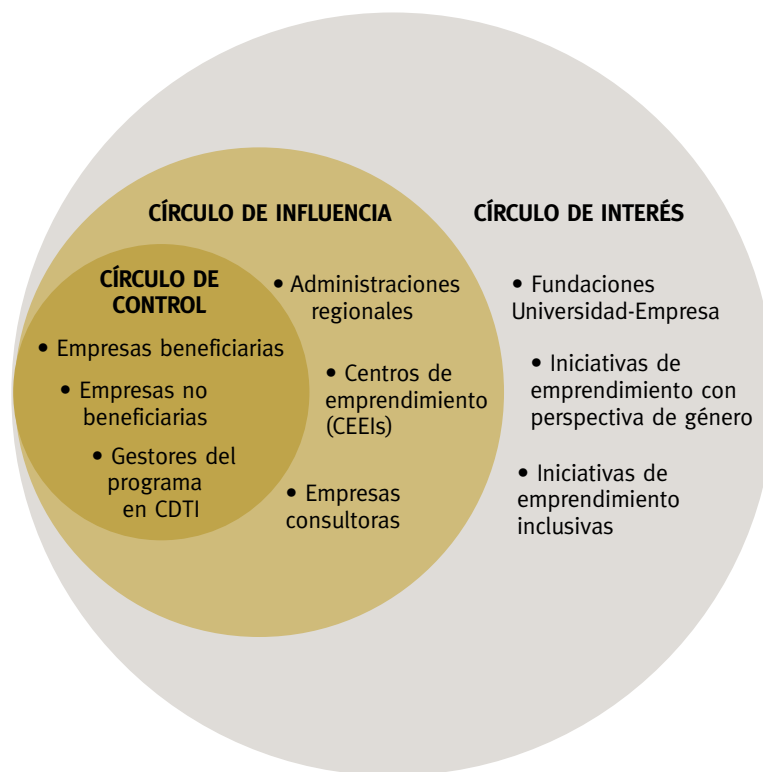 CÍRCULO DE INFLUENCIA
CÍRCULO DE INTERÉS
CÍRCULO DE
CONTROL
• Empresas beneficiarias
• Empresas no
beneficiarias
• Gestores del
programa
en CDTI
• Administraciones
regionales
• Centros de
emprendimiento
(CEEIs)
• Empresas
consultoras
• Fundaciones
Universidad-Empresa
• Iniciativas de
emprendimiento con
perspectiva de género
• Iniciativas de
emprendimiento
inclusivas